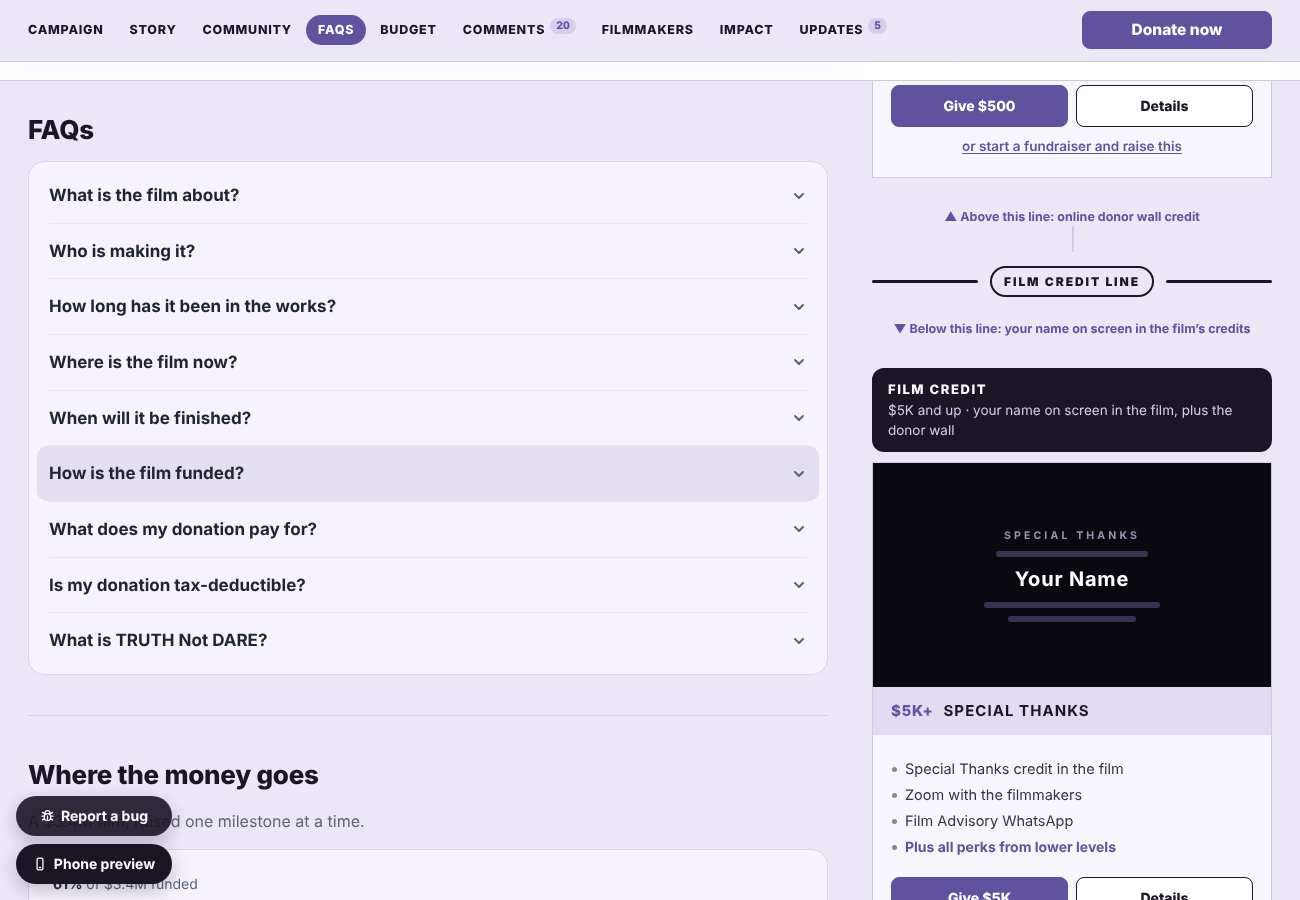 CAMPAIGN STORY COMMUNITY FAQS BUDGET COMMENTS 20 FILMMAKERS IMPACT UPDATES 5 Donate now
FAQs
What is the film about?
Who is making it?
How long has it been in the works?
Where is the film now?
When will it be finished?
How is the film funded?
What does my donation pay for?
Is my donation tax-deductible?
What is TRUTH Not DARE?
Where the money goes
raised one milestone at a time.
61% of $3.4M funded
Report a bug
Phone preview
Give $500 Details
or start a fundraiser and raise this
▲ Above this line: online donor wall credit
FILM CREDIT LINE
▼ Below this line: your name on screen in the film’s credits
FILM CREDIT
$5K and up · your name on screen in the film, plus the
donor wall
SPECIAL THANKS
Your Name
$5K+ SPECIAL THANKS
Special Thanks credit in the film
Zoom with the filmmakers
Film Advisory WhatsApp
Plus all perks from lower levels
Give $5K Details